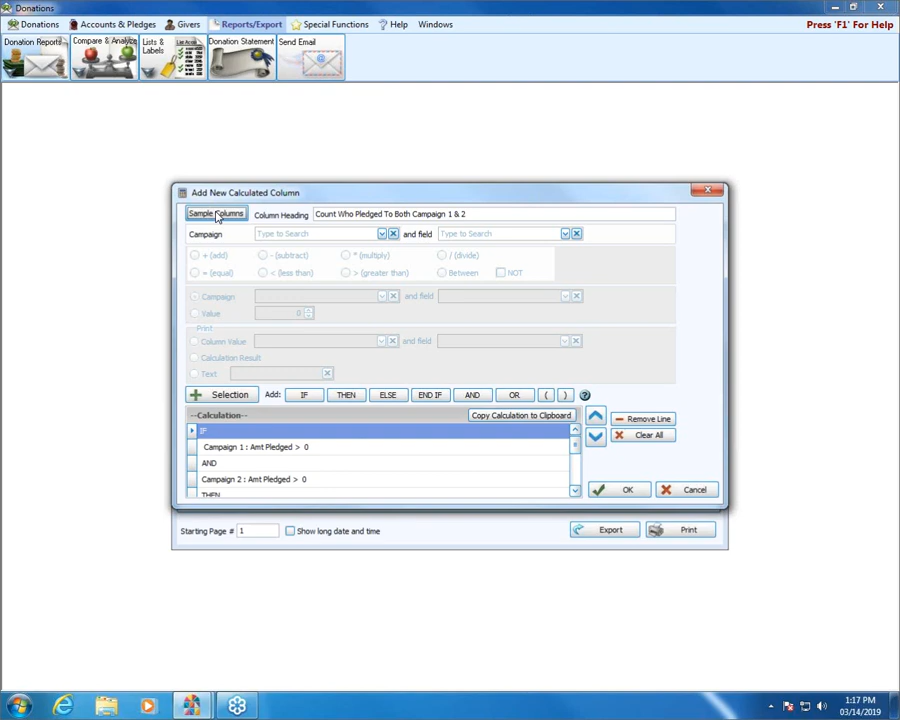 Donations
Donations Accounts & Pledges Givers Reports/Export Special Functions Help Windows Press 'F1' For Help
Donation Reports Compare & Analyze Lists & Labels Donation Statement Send Email
Add New Calculated Column
Sample Columns Column Heading Count Who Pledged To Both Campaign 1 & 2
Campaign Type to Search and field Type to Search
+ (add) - (subtract) * (multiply) / (divide)
= (equal) < (less than) > (greater than) Between NOT
Campaign and field
Value 0
Print
Column Value and field
Calculation Result
Text
Selection Add: IF THEN ELSE END IF AND OR ( )
--Calculation-- Copy Calculation to Clipboard
IF
Campaign 1 : Amt Pledged > 0
AND
Campaign 2 : Amt Pledged > 0
THEN
Remove Line
Clear All
OK Cancel
Starting Page # 1 Show long date and time Export Print
1:17 PM
03/14/2019